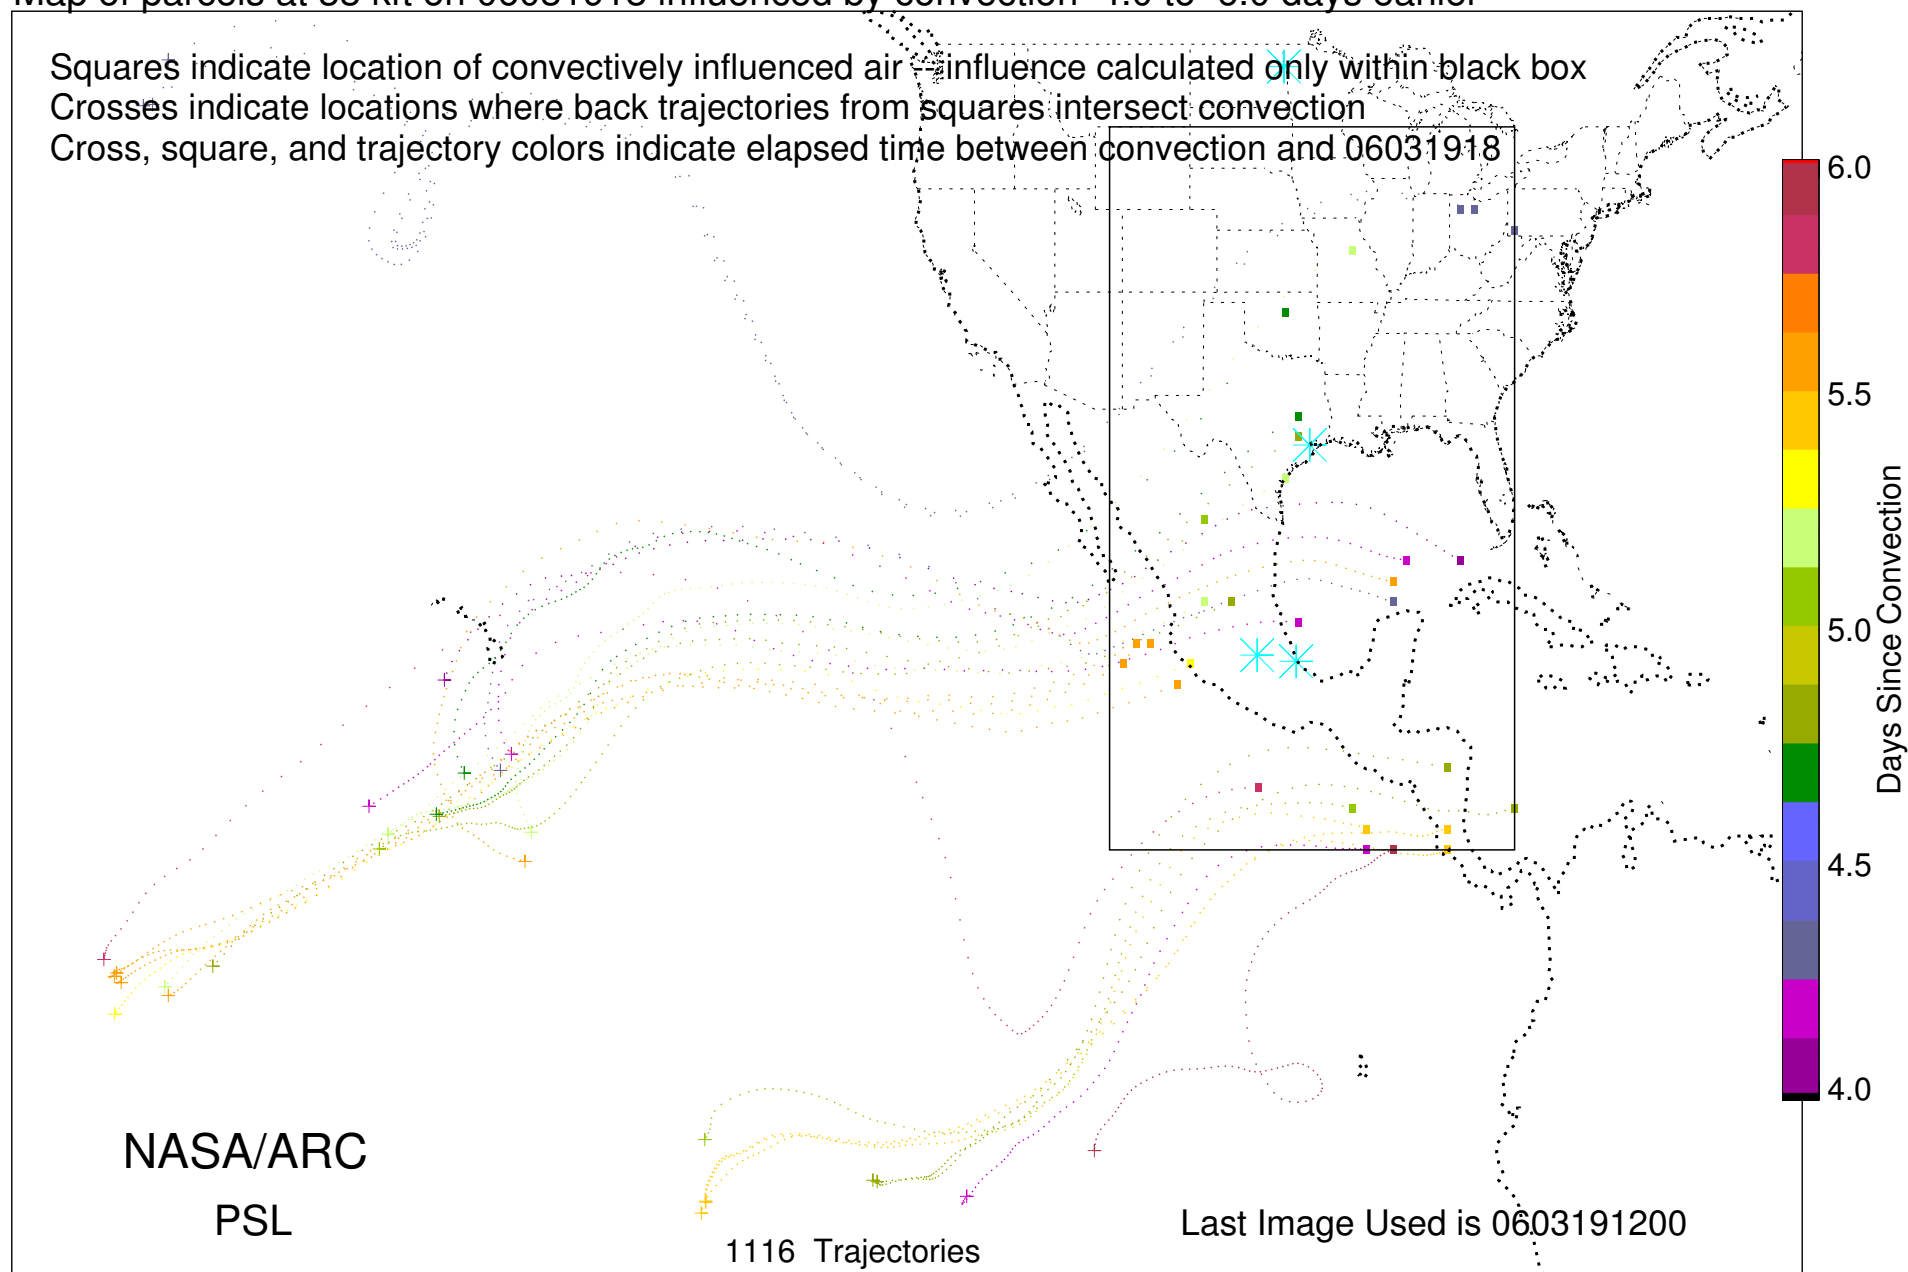 Squares indicate location of convectively influenced air -- influence calculated only within black box
Crosses indicate locations where back trajectories from squares intersect convection
Cross, square, and trajectory colors indicate elapsed time between convection and 06031918
6.0
5.5
5.0
4.5
4.0
Days Since Convection
NASA/ARC
PSL
1116 Trajectories
Last Image Used is 0603191200